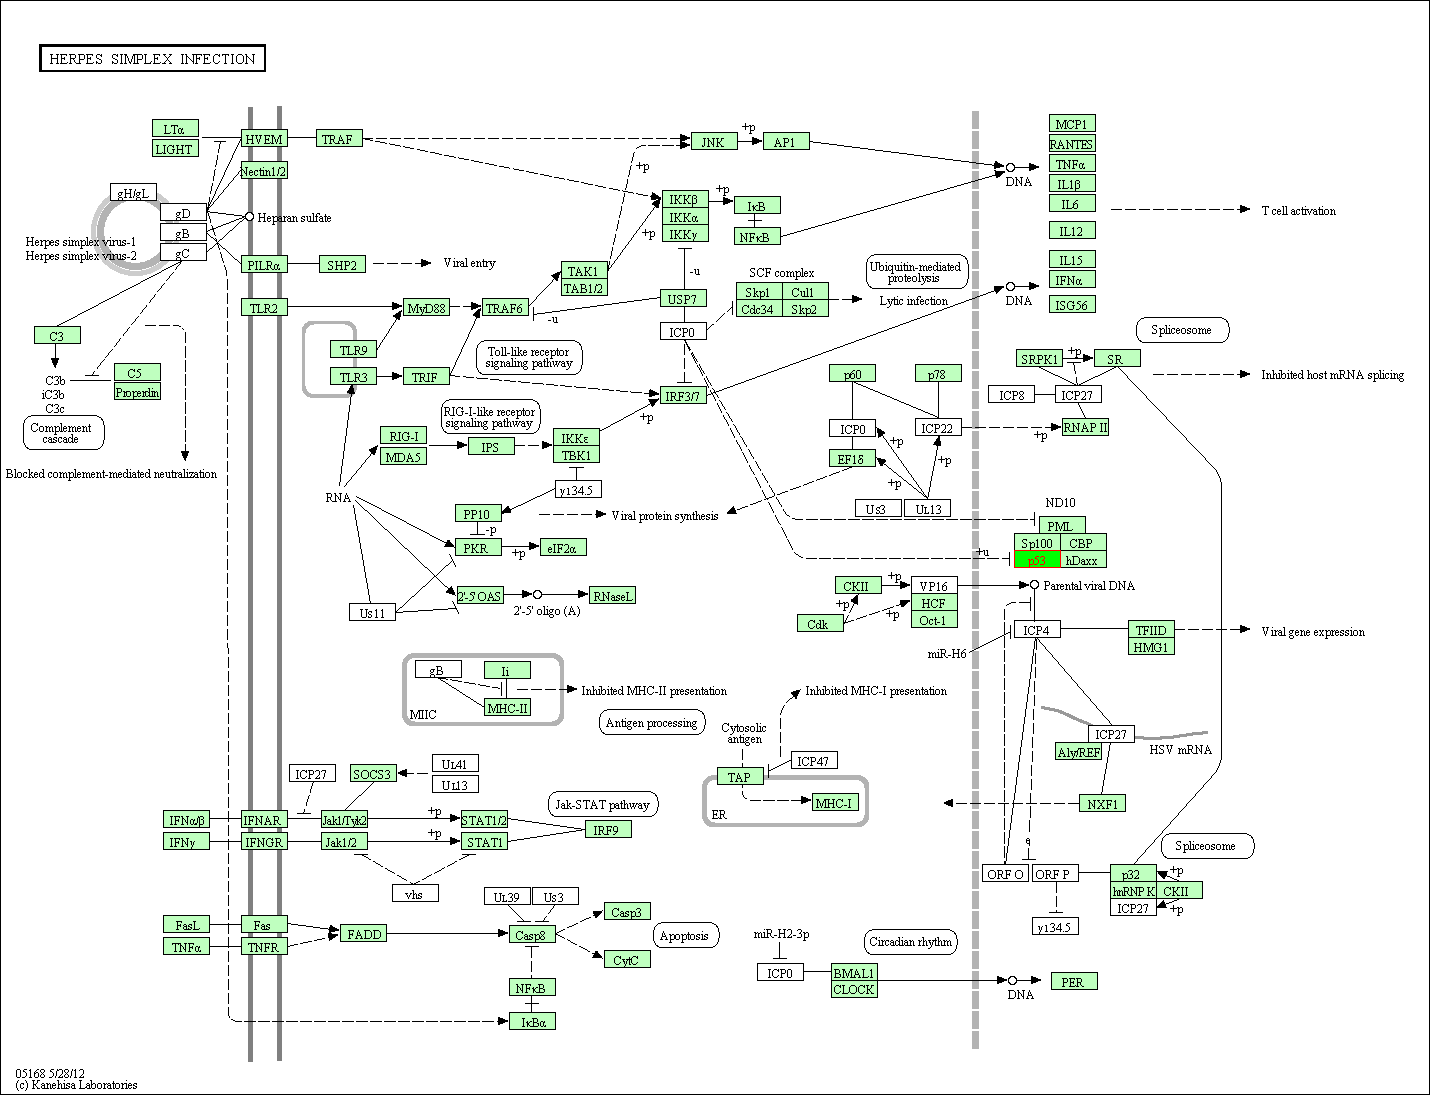 HERPES SIMPLEX INFECTION
LTα
LIGHT
HVEM
TRAF
Nectin1/2
JNK
+p
AP1
+p
DNA
MCP1
RANTES
TNFα
IL1β
IL6
IL12
IL15
IFNα
ISG56
T cell activation
gH/gL
gD
gB
gC
Heparan sulfate
Herpes simplex virus-1
Herpes simplex virus-2
IKKβ
IKKα
IKKγ
+p
+p
IκB
NFκB
PILRα
SHP2
Viral entry
TAK1
TAB1/2
-u
SCF complex
Ubiquitin-mediated
proteolysis
Skp1
Cul1
Cdc34
Skp2
Lytic infection
DNA
TLR2
MyD88
TRAF6
USP7
-u
ICP0
C3
TLR9
TLR3
TRIF
Toll-like receptor
signaling pathway
IRF3/7
C3b
iC3b
C3c
C5
Properdin
Complement
cascade
Blocked complement-mediated neutralization
RIG-I-like receptor
signaling pathway
+p
RIG-I
MDA5
IPS
IKKε
TBK1
RNA
γ134.5
PP10
-p
Viral protein synthesis
PKR
+p
eIF2α
2'-5' OAS
2'-5' oligo (A)
RNaseL
Us11
p60
p78
ICP0
ICP22
EF1δ
+p
+p
+p
Us3
UL13
Spliceosome
SRPK1
+p
SR
ICP8
ICP27
Inhibited host mRNA splicing
+p
RNAP II
ND10
PML
Sp100
CBP
p53
hDaxx
+u
CKII
+p
VP16
HCF
Oct-1
+p
+p
Cdk
Parental viral DNA
ICP4
miR-H6
TFIID
HMG1
Viral gene expression
gB
Ii
MHC-II
MIIC
Inhibited MHC-II presentation
Antigen processing
Inhibited MHC-I presentation
Cytosolic
antigen
ICP47
TAP
MHC-I
ER
ICP27
Aly/REF
HSV mRNA
NXF1
ICP27
SOCS3
UL41
UL13
IFNα/β
IFNAR
Jak1/Tyk2
+p
STAT1/2
Jak-STAT pathway
IRF9
IFNγ
IFNGR
Jak1/2
+p
STAT1
vhs
Spliceosome
ORF O
ORF P
p32
hnRNP K
ICP27
CKII
+p
+p
γ134.5
UL39
Us3
FasL
Fas
TNFα
TNFR
FADD
Casp8
Casp3
CytC
Apoptosis
NFκB
IκBα
miR-H2-3p
ICP0
BMAL1
CLOCK
Circadian rhythm
DNA
PER
05168 5/28/12
(c) Kanehisa Laboratories